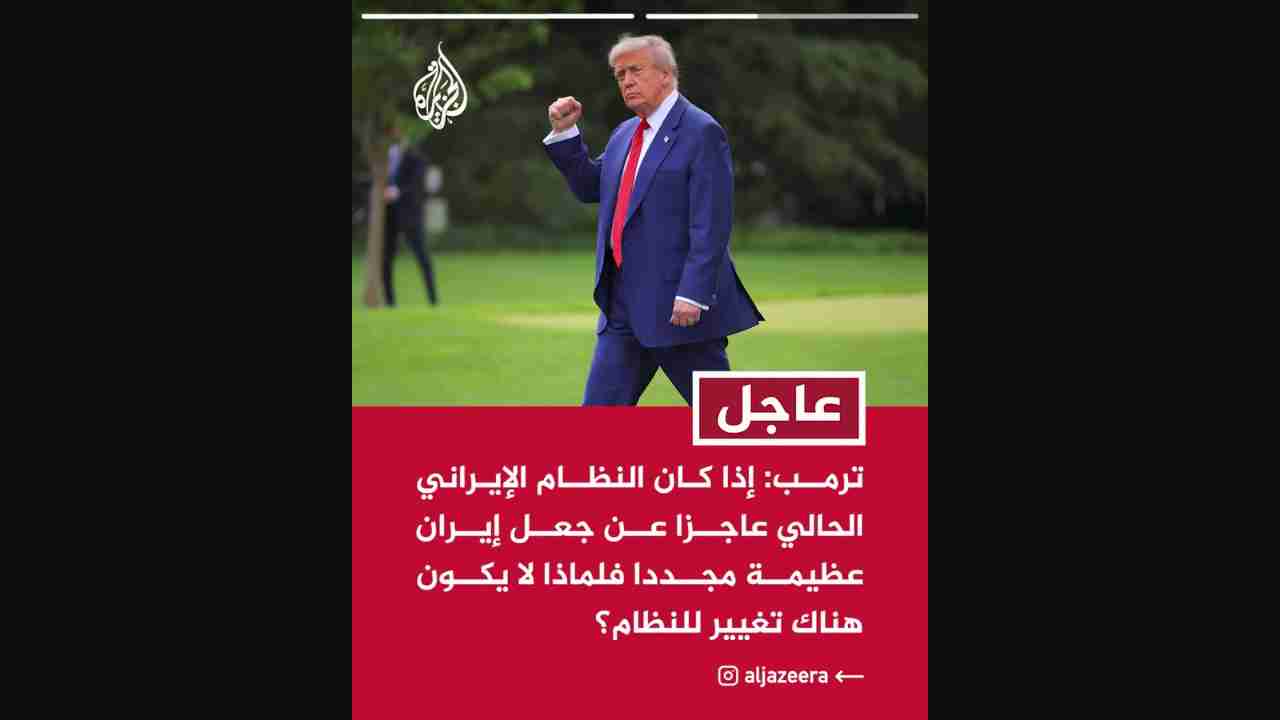 الجزيرة
عاجل
ترمب: إذا كان النظام الإيراني
الحالي عاجزا عن جعل إيران
عظيمة مجددا فلماذا لا يكون
هناك تغيير للنظام؟
aljazeera